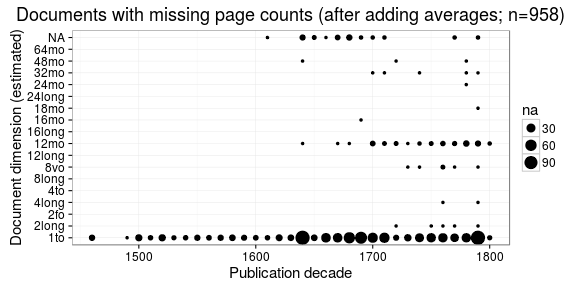 Documents with missing page counts (after adding averages; n=958)
Document dimension (estimated)
NA
64mo
48mo
32mo
24mo
24long
18mo
16mo
16long
12mo
12long
8vo
8long
4to
4long
2fo
2long
1to
1500
1600
1700
1800
Publication decade
na
30
60
90